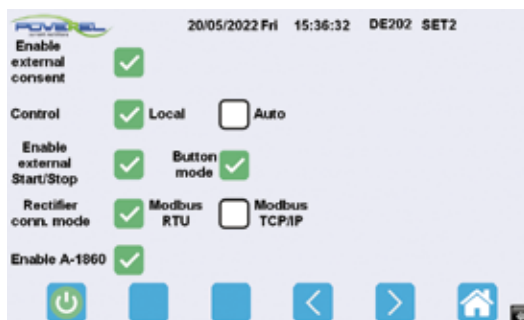 POWEREL
20/05/2022 Fri 15:36:32 DE202 SET2
Enable
external
consent
Control Local Auto
Enable
external
Start/Stop
Button
mode
Rectifier
conn. mode
Modbus
RTU
Modbus
TCP/IP
Enable A-1860